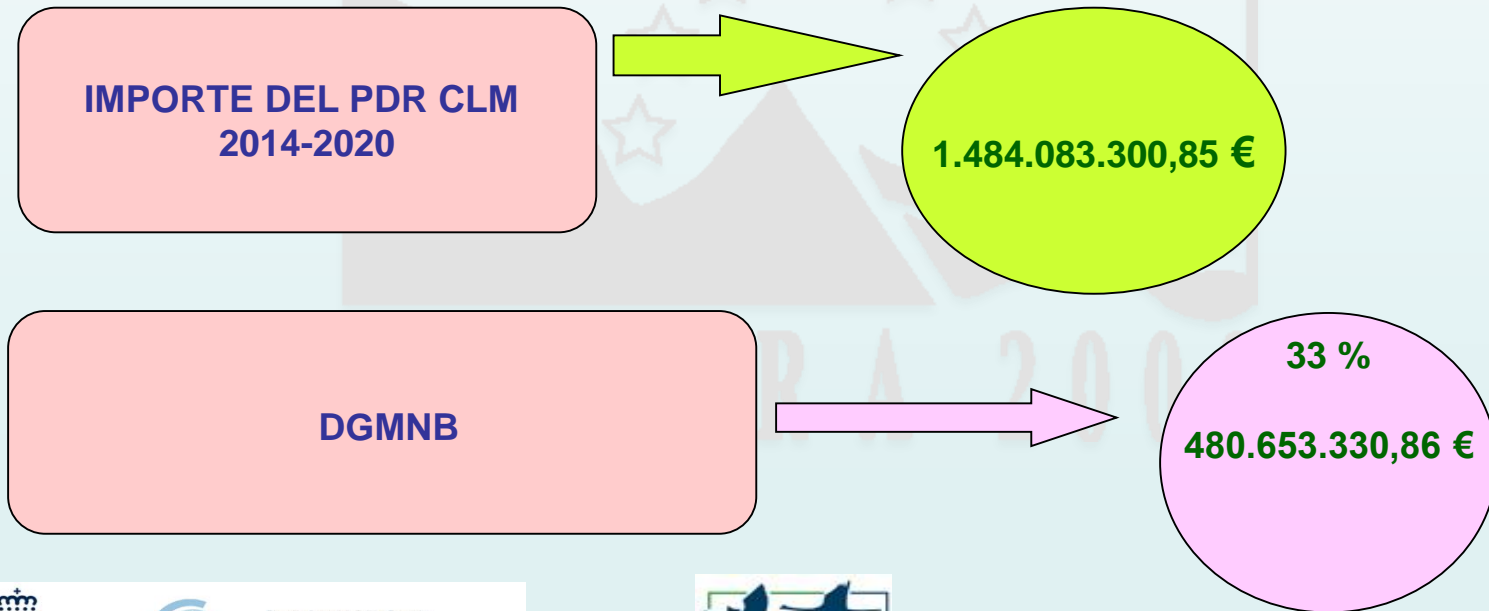 IMPORTE DEL PDR CLM
2014-2020
1.484.083.300,85 €
DGMNB
33 %
480.653.330,86 €